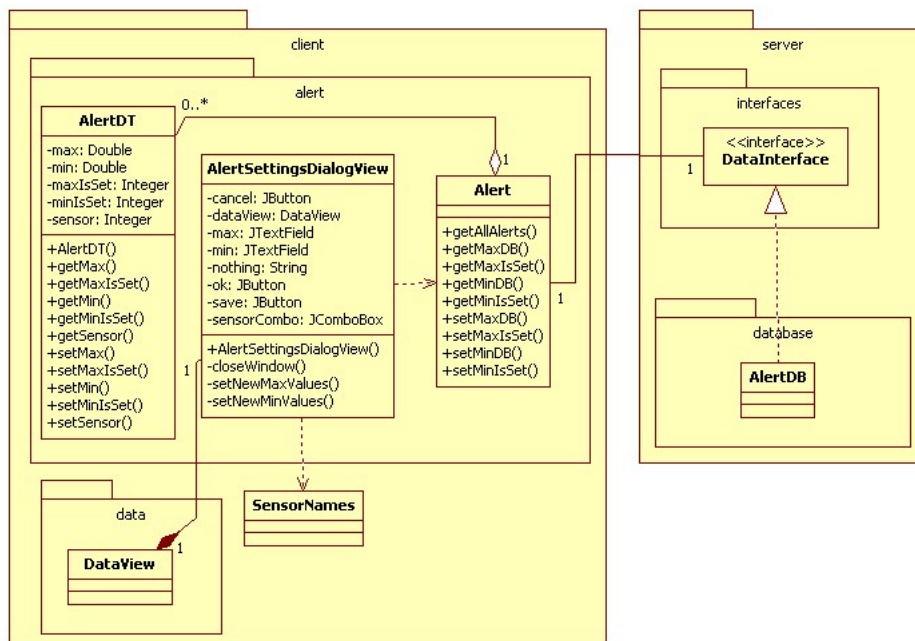 client
alert
AlertDT
-max: Double
-min: Double
-maxIsSet: Integer
-minIsSet: Integer
-sensor: Integer
+AlertDT()
+getMax()
+getMaxIsSet()
+getMin()
+getMinIsSet()
+getSensor()
+setMax()
+setMaxIsSet()
+setMin()
+setMinIsSet()
+setSensor()
0..*
1
AlertSettingsDialogView
-cancel: JButton
-dataView: DataView
-max: JTextField
-min: JTextField
-nothing: String
-ok: JButton
-save: JButton
-sensorCombo: JComboBox
+AlertSettingsDialogView()
-closeWindow()
-setNewMaxValues()
-setNewMinValues()
1
Alert
+getAllAlerts()
+getMaxDB()
+getMaxIsSet()
+getMinDB()
+getMinIsSet()
+setMaxDB()
+setMaxIsSet()
+setMinDB()
+setMinIsSet()
1
SensorNames
data
DataView
1
server
interfaces
<<interface>>
DataInterface
1
database
AlertDB